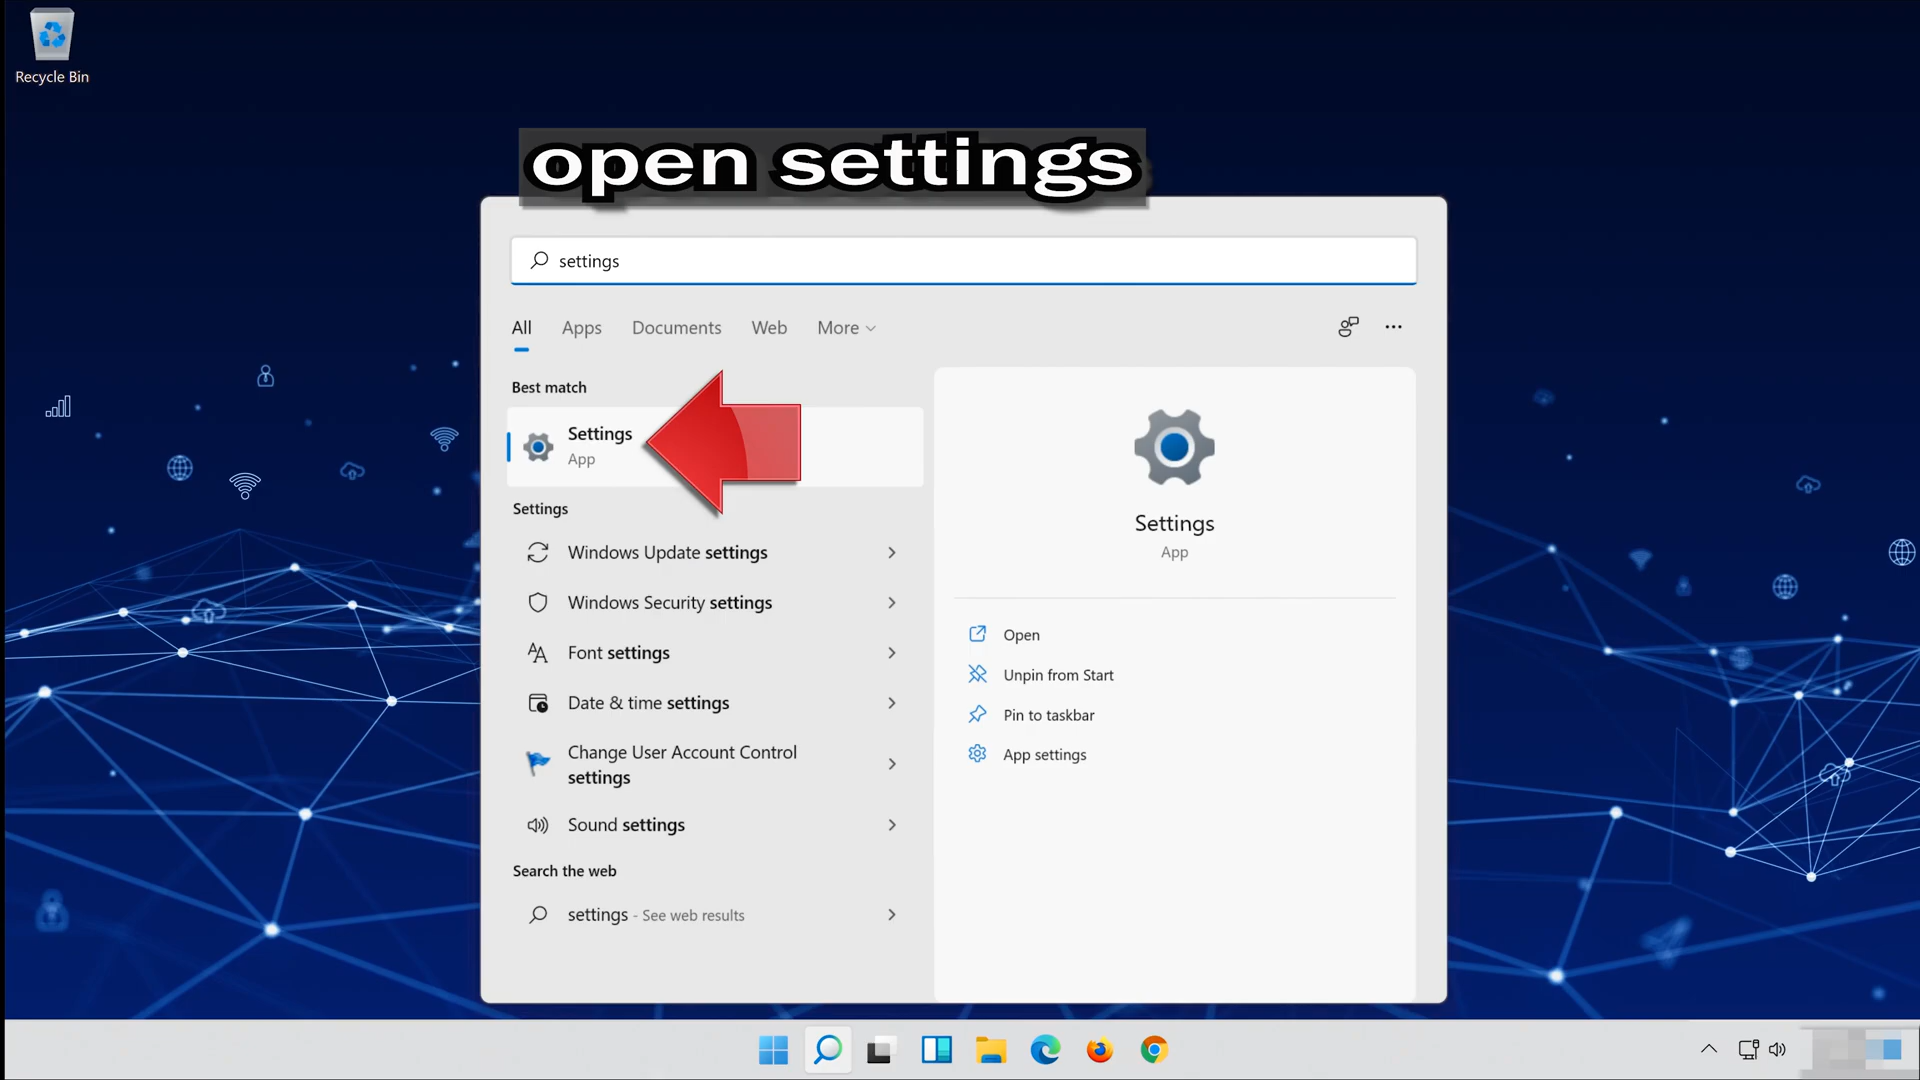 Recycle Bin
open settings
settings
All Apps Documents Web More
Best match
Settings
App
Settings
Windows Update settings
Windows Security settings
Font settings
Date & time settings
Change User Account Control
settings
Sound settings
Search the web
settings - See web results
Settings
App
Open
Unpin from Start
Pin to taskbar
App settings